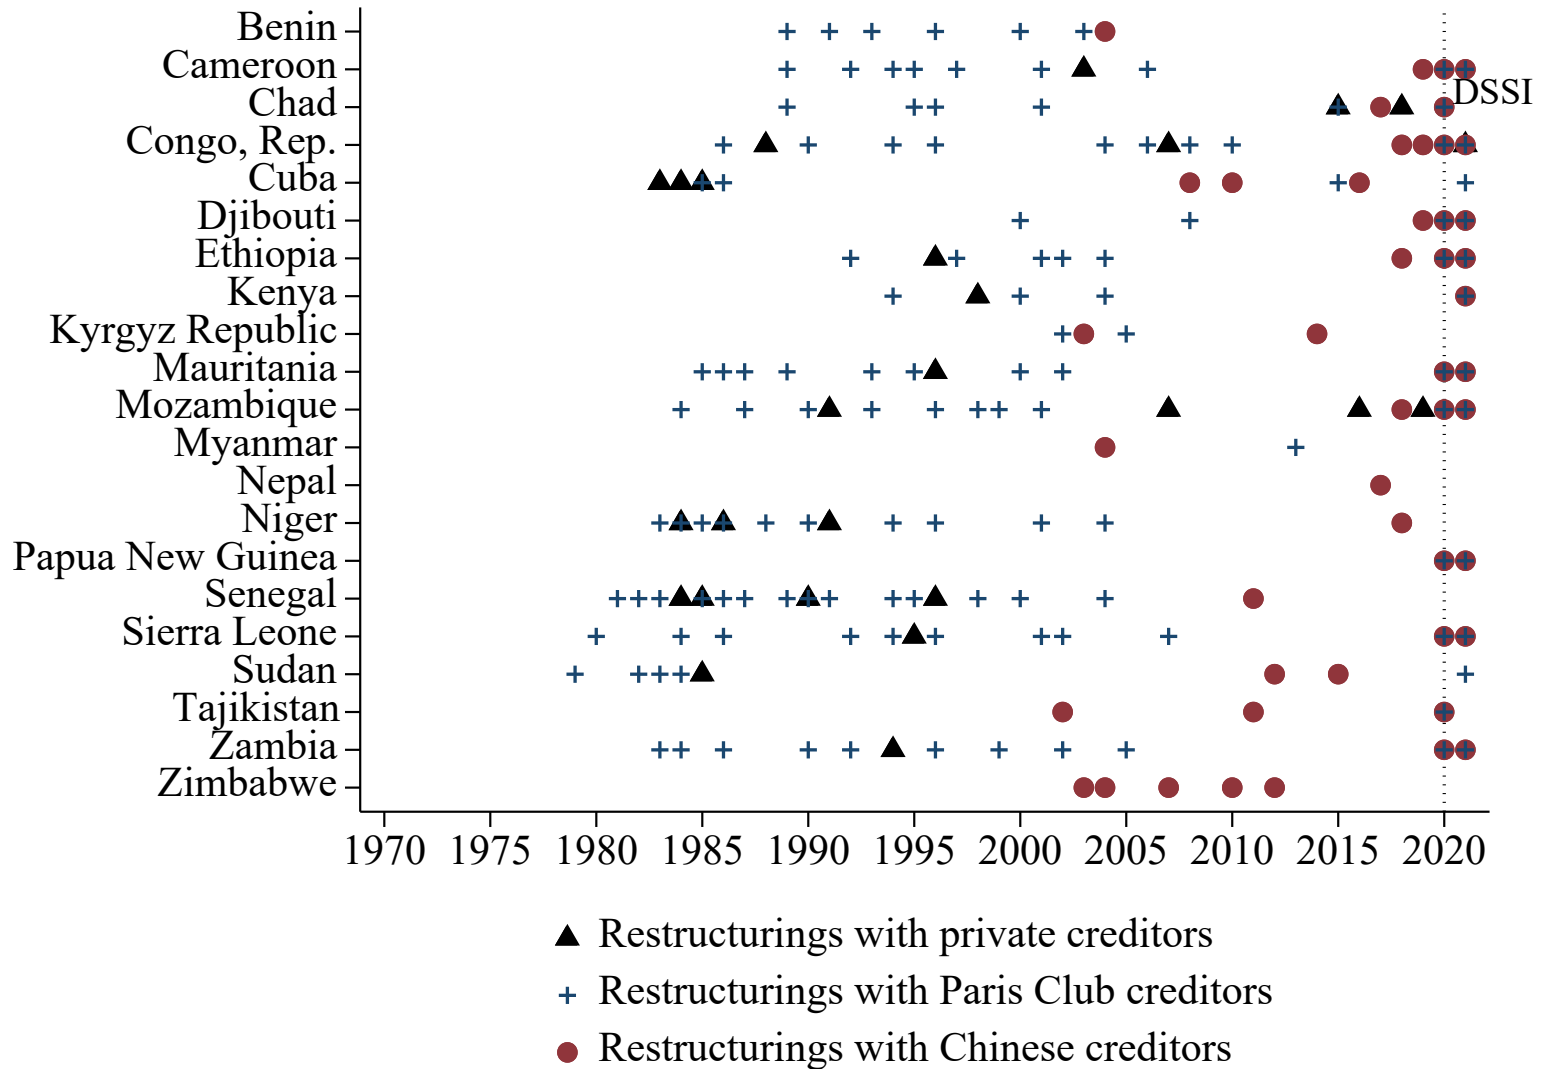 Benin
Cameroon
DSSI
Chad
Congo, Rep.
Cuba
Djibouti
Ethiopia
Kenya
Kyrgyz Republic
Mauritania
Mozambique
Myanmar
Nepal
Niger
Papua New Guinea
Senegal
Sierra Leone
Sudan
Tajikistan
Zambia
Zimbabwe
1970 1975 1980 1985 1990 1995 2000 2005 2010 2015 2020
Restructurings with private creditors
Restructurings with Paris Club creditors
Restructurings with Chinese creditors